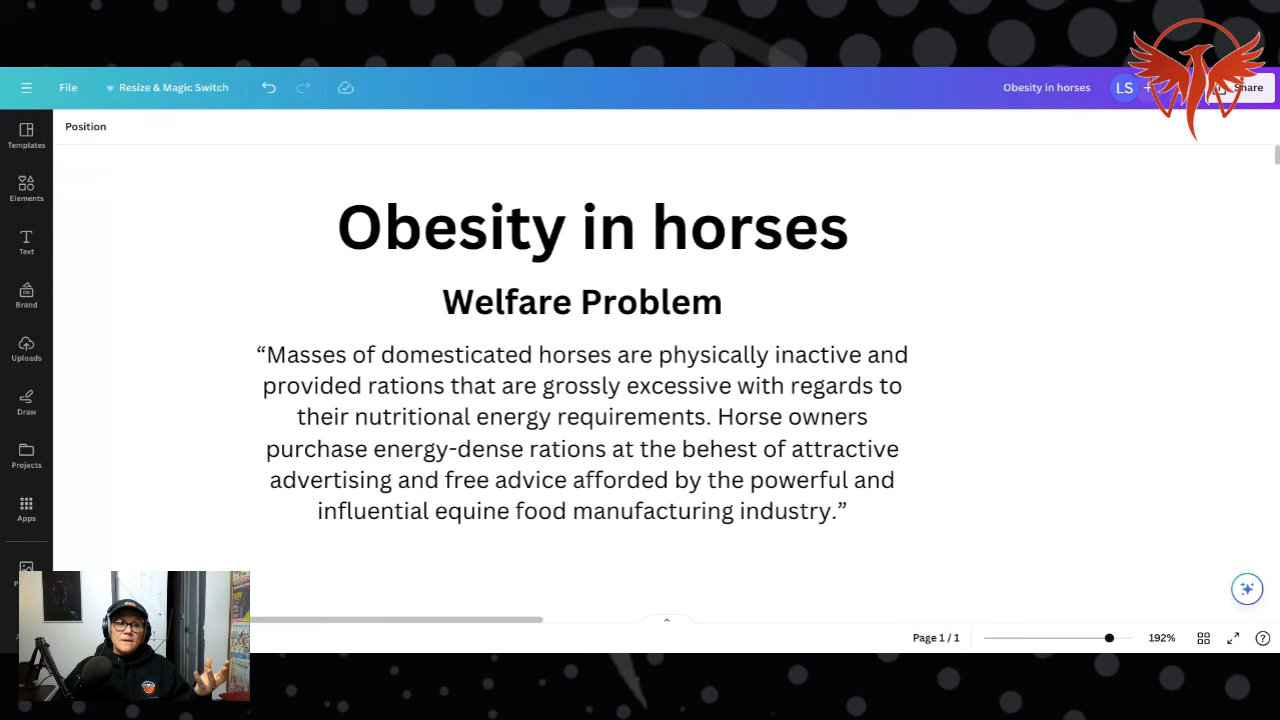 File
Resize & Magic Switch
Obesity in horses
LS
+
Share
Position
Templates
Elements
Text
Brand
Uploads
Draw
Projects
Apps
Obesity in horses
Welfare Problem
“Masses of domesticated horses are physically inactive and
provided rations that are grossly excessive with regards to
their nutritional energy requirements. Horse owners
purchase energy-dense rations at the behest of attractive
advertising and free advice afforded by the powerful and
influential equine food manufacturing industry.”
Page 1 / 1
192%